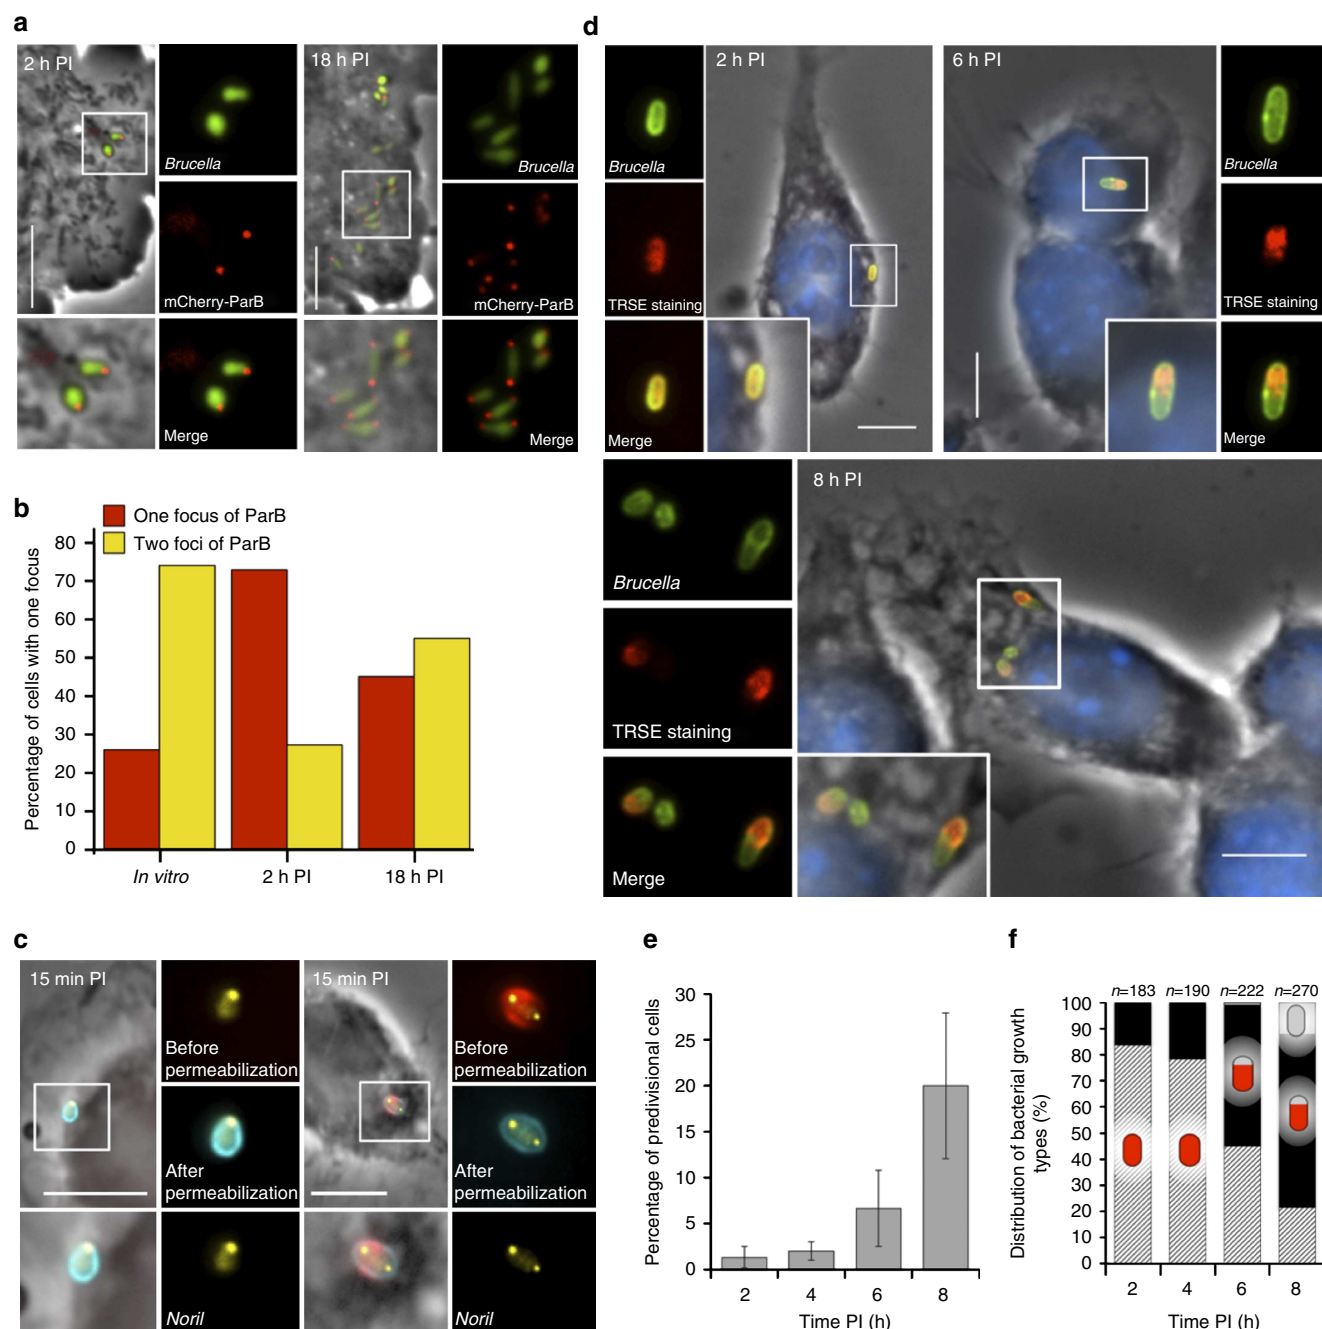 a
2 h PI
Brucella
mCherry-ParB
Merge
18 h PI
Brucella
mCherry-ParB
Merge
b
One focus of ParB
Two foci of ParB
Percentage of cells with one focus
80
70
60
50
40
30
20
10
0
In vitro
2 h PI
18 h PI
c
15 min PI
Before
permeabilization
After
permeabilization
Noril
15 min PI
Before
permeabilization
After
permeabilization
Noril
d
Brucella
TRSE staining
Merge
2 h PI
6 h PI
Brucella
TRSE staining
Merge
Brucella
TRSE staining
Merge
8 h PI
e
Percentage of predivisional cells
30
25
20
15
10
5
0
2
4
6
8
Time PI (h)
f
n=183
n=190
n=222
n=270
Distribution of bacterial growth
types (%)
100
90
80
70
60
50
40
30
20
10
0
2
4
6
8
Time PI (h)